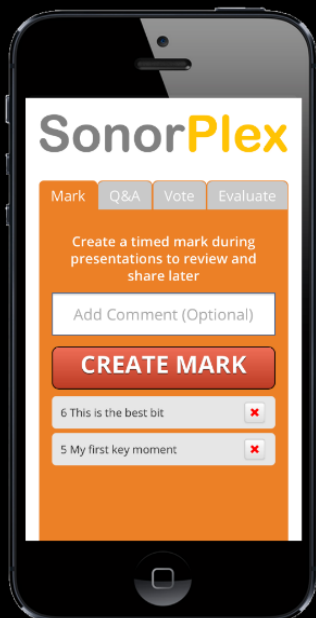 SonorPlex
Mark Q&A Vote Evaluate
Create a timed mark during
presentations to review and
share later
Add Comment (Optional)
CREATE MARK
6 This is the best bit
5 My first key moment